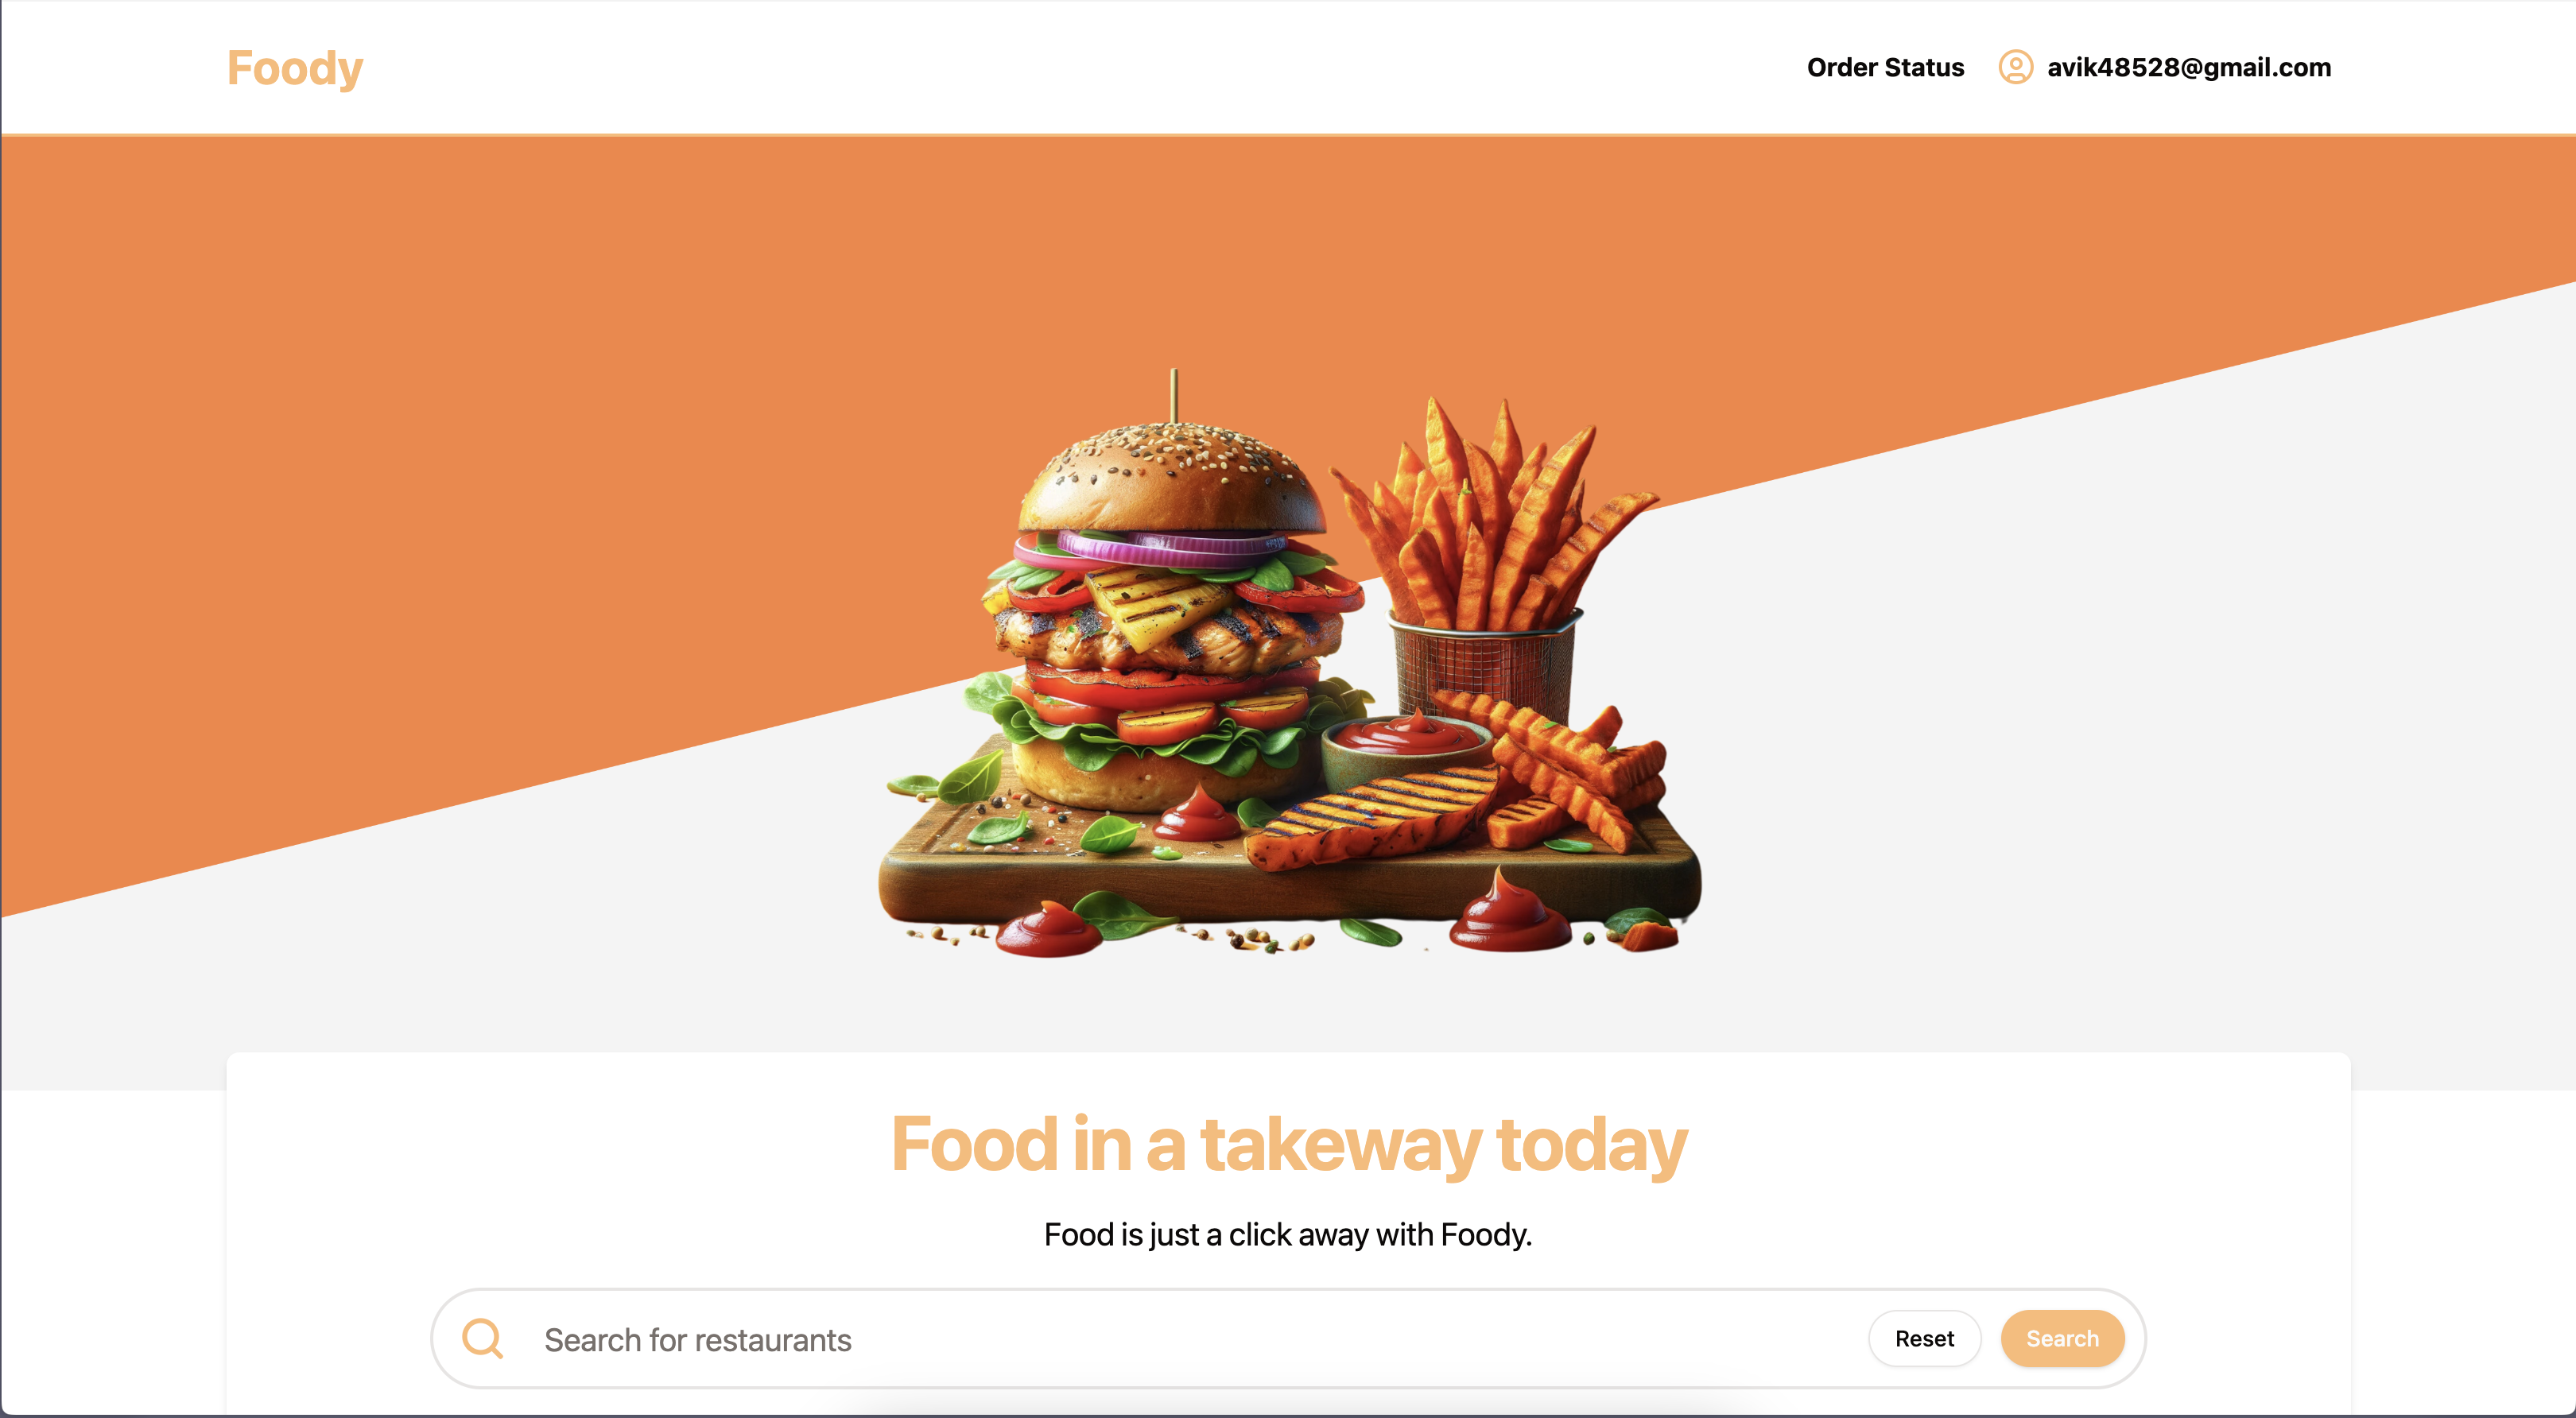 Foody
Order Status
avik48528@gmail.com
Food in a takeway today
Food is just a click away with Foody.
Search for restaurants
Reset
Search